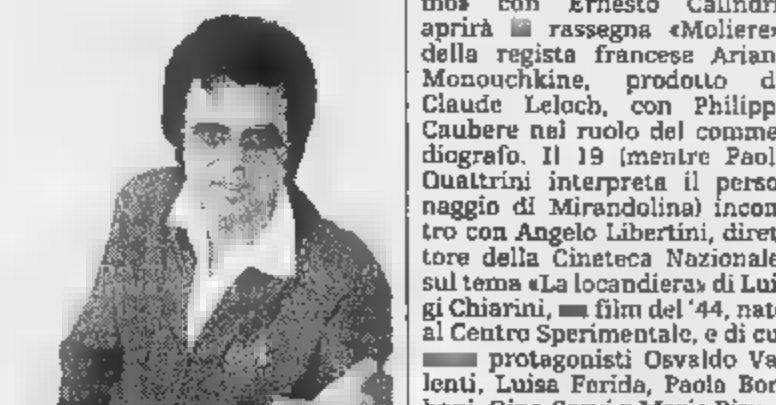 con Ernesto Calindri
aprirà rassegna «Moliere»
della regista francese Arian
Monouchkine, prodotto d
Claude Leloch, con Philipp
Caubere nel ruolo del comme
diografo. Il 19 (mentre Paol
Quattrini interpreta il perso
naggio di Mirandolina) incon
tro con Angelo Libertini, diret
tore della Cineteca Nazionale
sul tema «La locandiera» di Lui
gi Chiarini, film del '44, nato
al Centro Sperimentale, e di cu
protagonisti Osvaldo Va
lenti, Luisa Ferida, Paola Bor